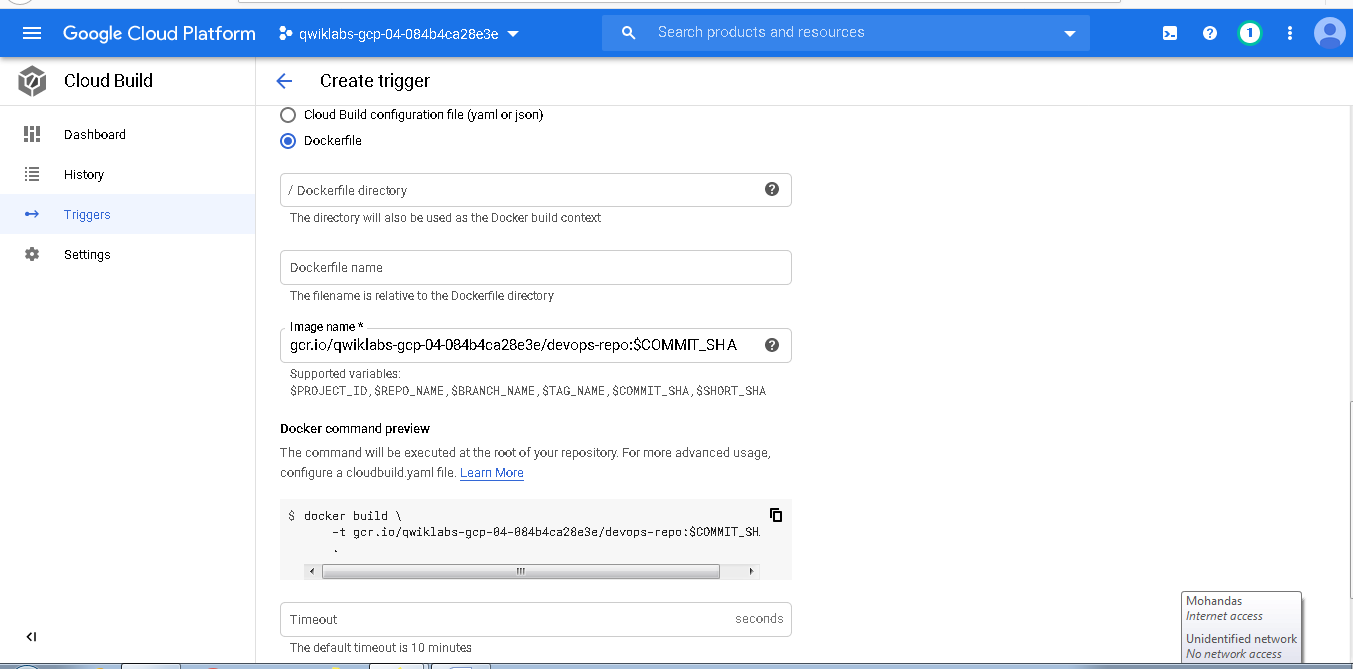 Google Cloud Platform
qwiklabs-gcp-04-084b4ca28e3e
Search products and resources
1
Cloud Build
Create trigger
Dashboard
History
Triggers
Settings
Cloud Build configuration file (yaml or json)
Dockerfile
/ Dockerfile directory
The directory will also be used as the Docker build context
Dockerfile name
The filename is relative to the Dockerfile directory
Image name *
gcr.io/qwiklabs-gcp-04-084b4ca28e3e/devops-repo:$COMMIT_SHA
Supported variables:
$PROJECT_ID,$REPO_NAME,$BRANCH_NAME,$TAG_NAME,$COMMIT_SHA,$SHORT_SHA
Docker command preview
The command will be executed at the root of your repository. For more advanced usage,
configure a cloudbuild.yaml file. Learn More
$ docker build \
-t gcr.io/qwiklabs-gcp-04-084b4ca28e3e/devops-repo:$COMMIT_SH
.
Timeout
seconds
The default timeout is 10 minutes
Mohandas
Internet access
Unidentified network
No network access